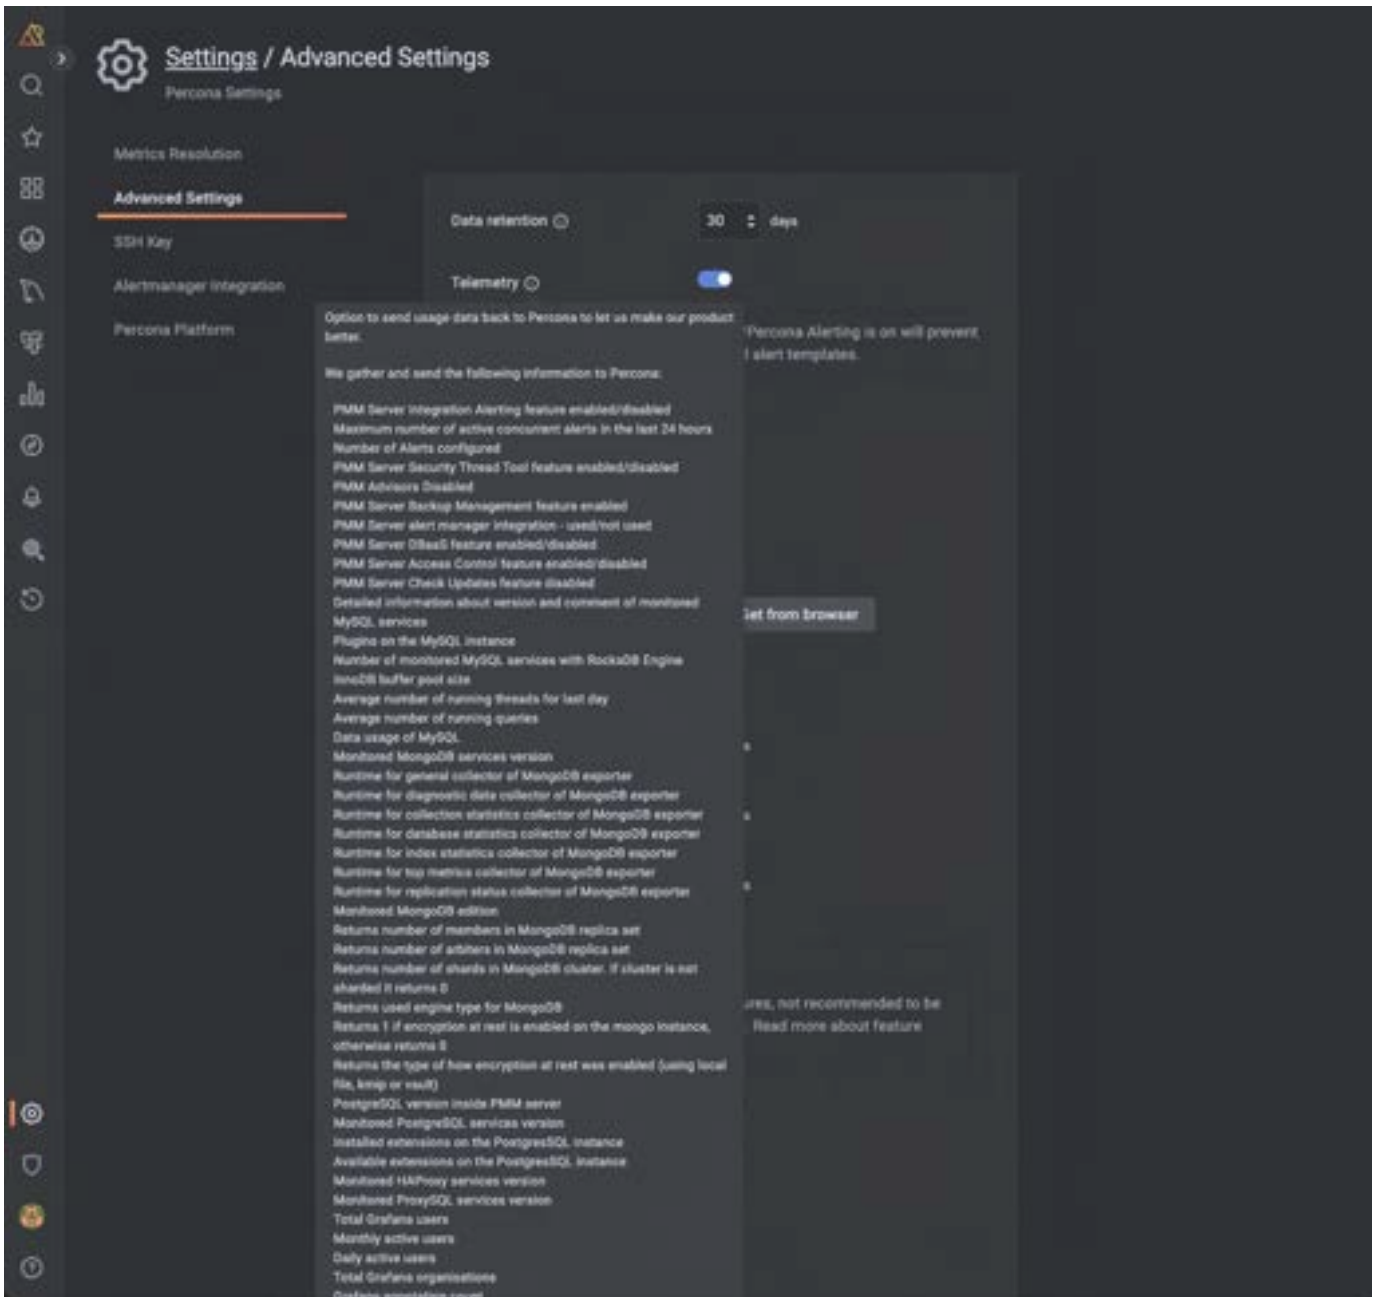 Settings / Advanced Settings
Percona Settings
Metrics Resolution
Advanced Settings
SSH Key
Alertmanager Integration
Percona Platform
Data retention
30 days
Telemetry
Option to send usage data back to Percona to let us make our product
better.
We gather and send the following information to Percona:
PMM Server Integration Alerting feature enabled/disabled
Maximum number of active concurrent alerts in the last 24 hours
Number of Alerts configured
PMM Server Security Thread Tool feature enabled/disabled
PMM Advisors Disabled
PMM Server Backup Management feature enabled
PMM Server alert manager integration - used/not used
PMM Server DBaaS feature enabled/disabled
PMM Server Access Control feature enabled/disabled
PMM Server Check Updates feature disabled
Detailed information about version and comment of monitored
MySQL services
Plugins on the MySQL instance
Number of monitored MySQL services with RocksDB Engine
InnoDB buffer pool size
Average number of running threads for last day
Average number of running queries
Data usage of MySQL
Monitored MongoDB services version
Runtime for general collector of MongoDB exporter
Runtime for diagnostic data collector of MongoDB exporter
Runtime for collection statistics collector of MongoDB exporter
Runtime for database statistics collector of MongoDB exporter
Runtime for index statistics collector of MongoDB exporter
Runtime for top metrics collector of MongoDB exporter
Runtime for replication status collector of MongoDB exporter
Monitored MongoDB edition
Returns number of members in MongoDB replica set
Returns number of arbiters in MongoDB replica set
Returns number of shards in MongoDB cluster. If cluster is not
sharded it returns 0
Returns used engine type for MongoDB
Returns 1 if encryption at rest is enabled on the mongo instance,
otherwise returns 0
Returns the type of how encryption at rest was enabled (using local
file, kmip or vault)
PostgreSQL version inside PMM server
Monitored PostgreSQL services version
Installed extensions on the PostgresSQL instance
Available extensions on the PostgresSQL instance
Monitored HAProxy services version
Monitored ProxySQL services version
Total Grafana users
Monthly active users
Daily active users
Total Grafana organisations
Grafana annotation count
Percona Alerting is on will prevent
alert templates.
et from browser
s
s
s
ures, not recommended to be
Read more about feature